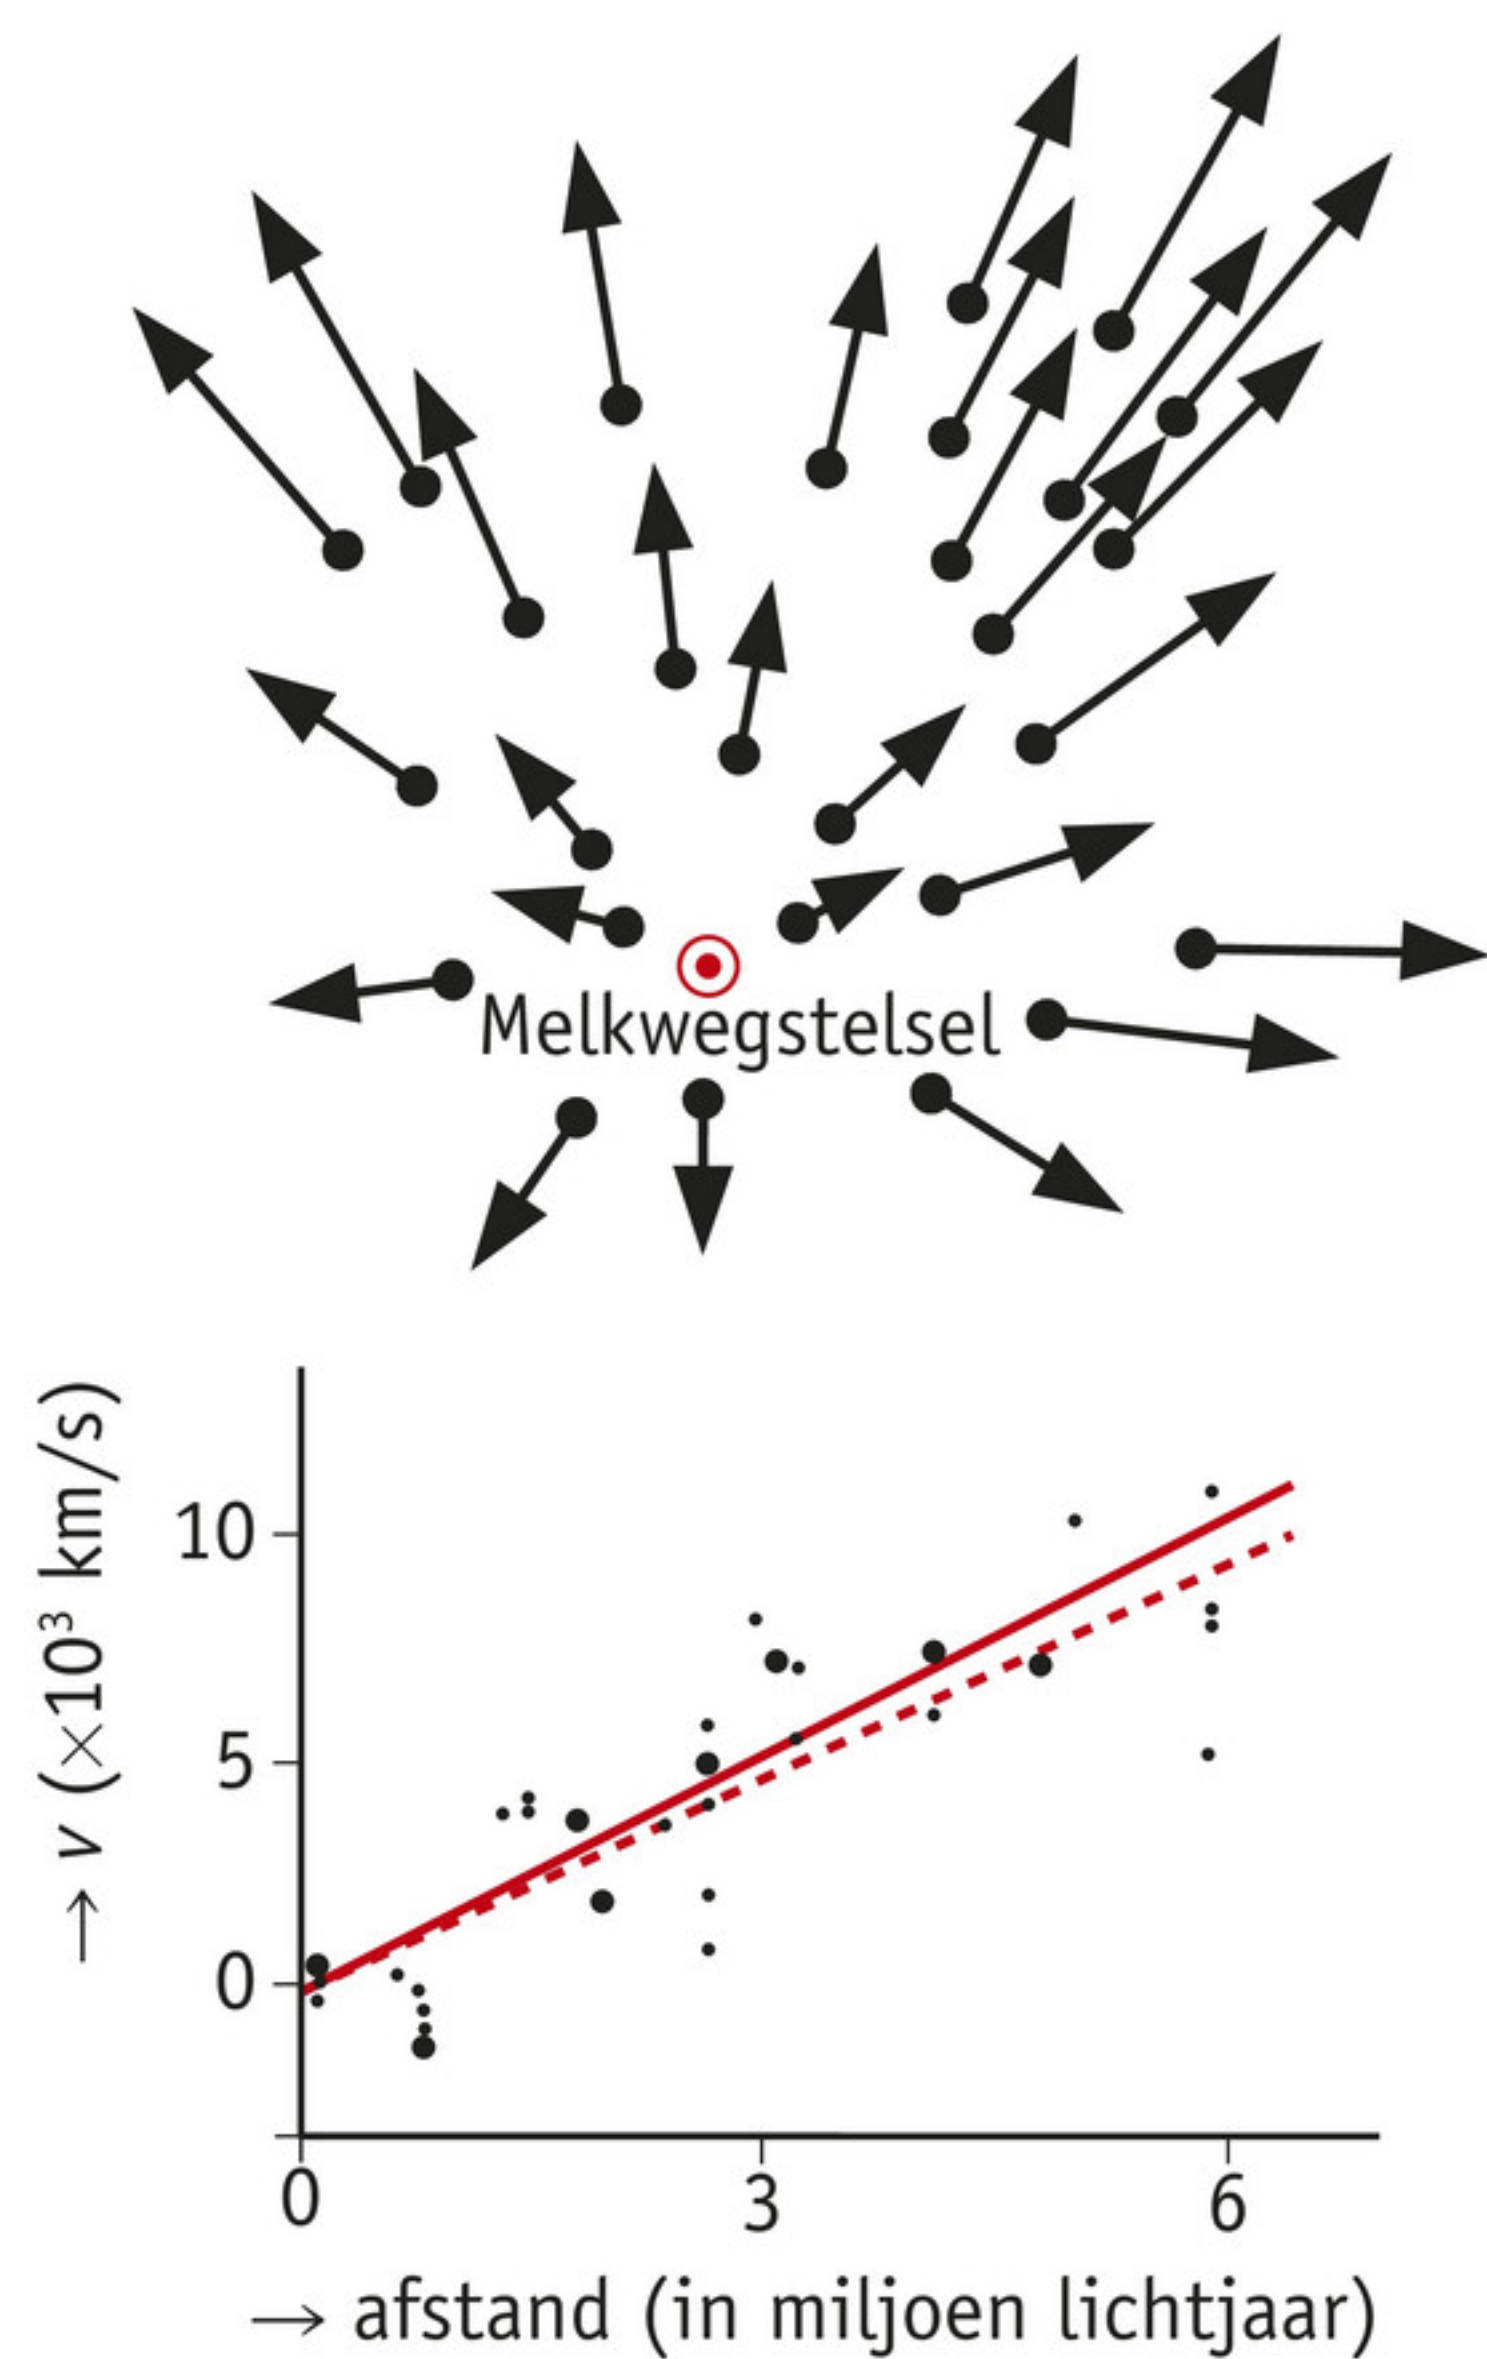 Melkwegstelsel
→ v (×10³ km/s)
10
5
0
0 3 6
→ afstand (in miljoen lichtjaar)